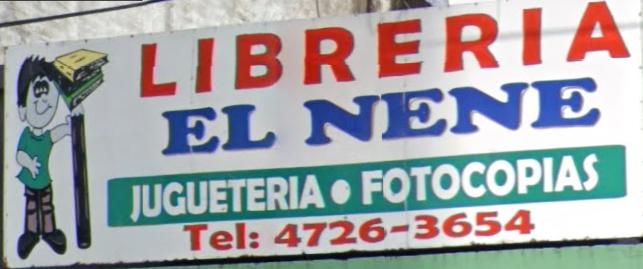 LIBRERIA
EL NENE
JUGUETERIA • FOTOCOPIAS
Tel: 4726-3654